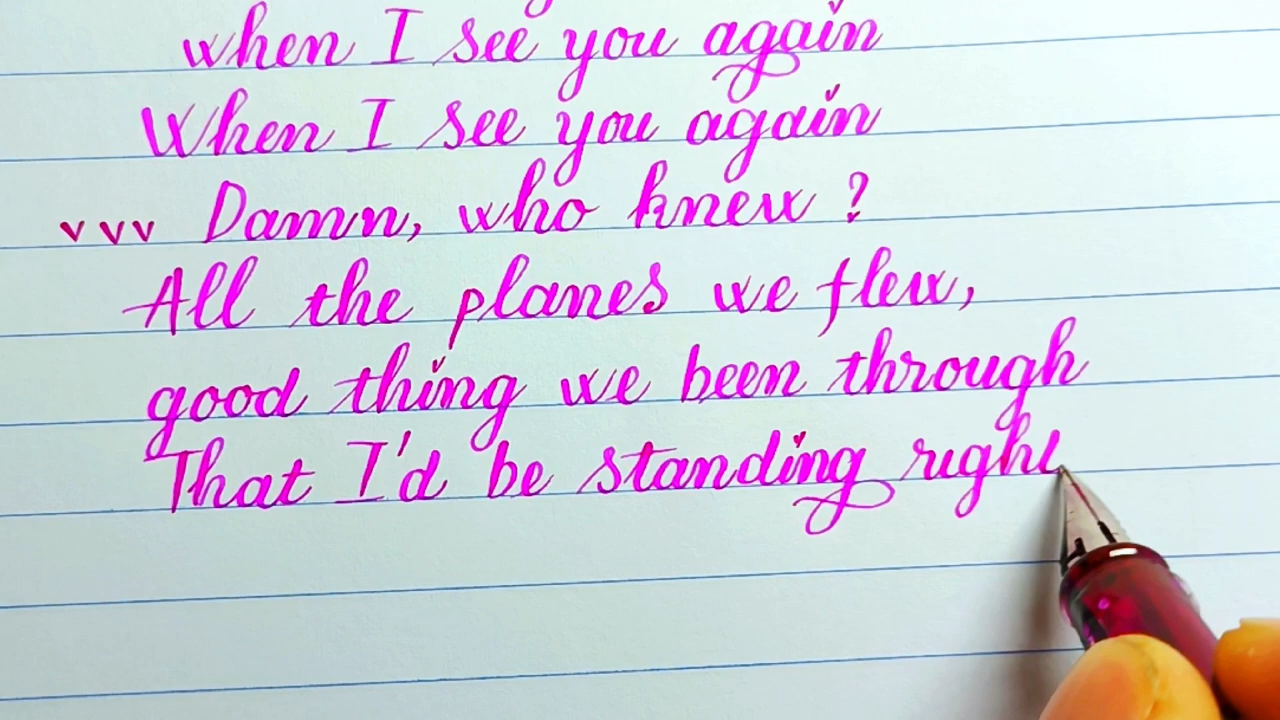 when I see you again
When I see you again
v v v Damn, who knew ?
All the planes we flew,
good thing we been through
That I'd be standing right